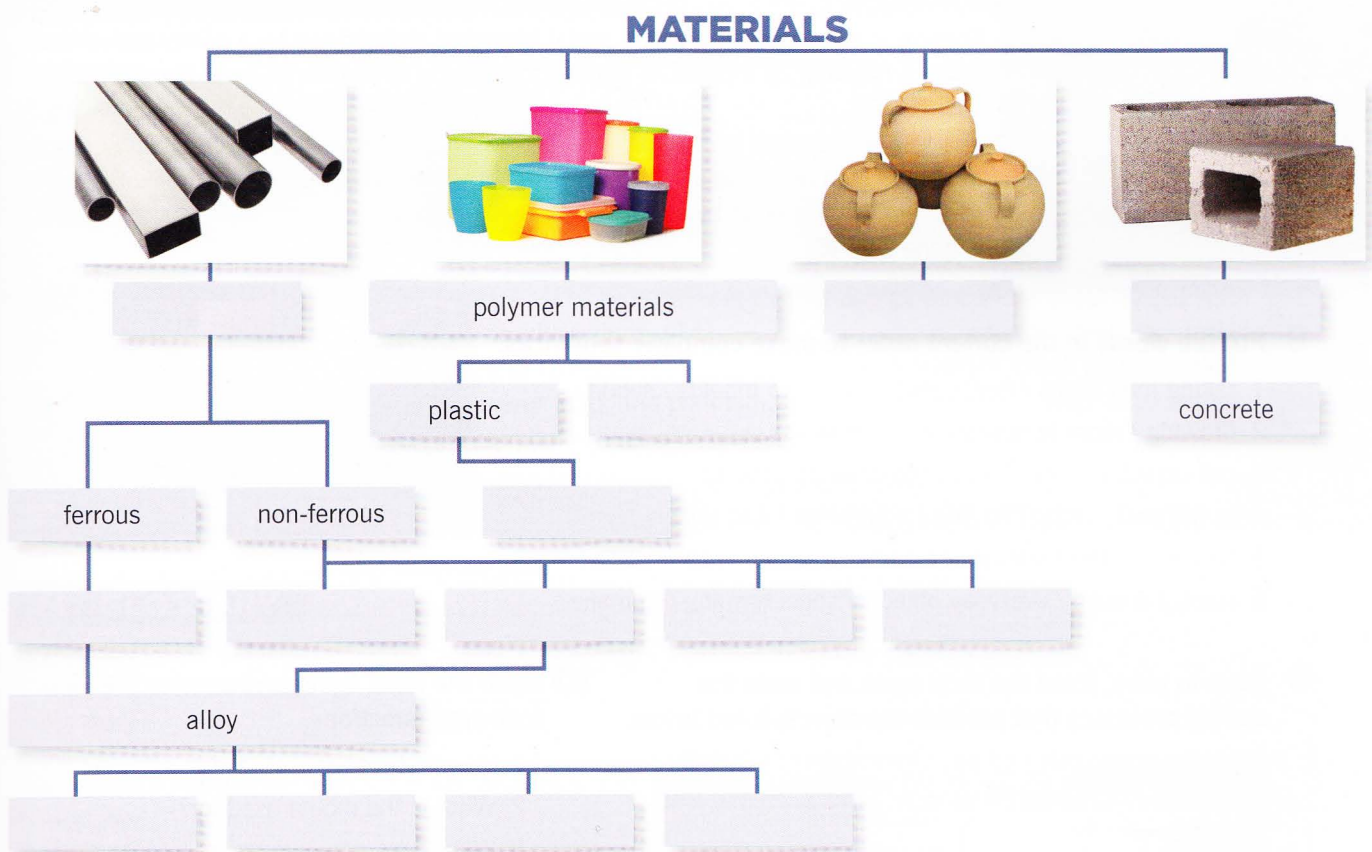 MATERIALS
polymer materials
plastic
concrete
ferrous
non-ferrous
alloy